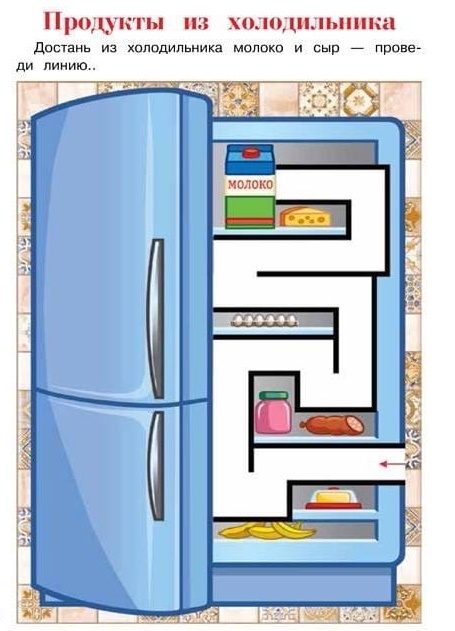 Продукты из холодильника
Достань из холодильника молоко и сыр — прове-
ди линию..
МОЛОКО